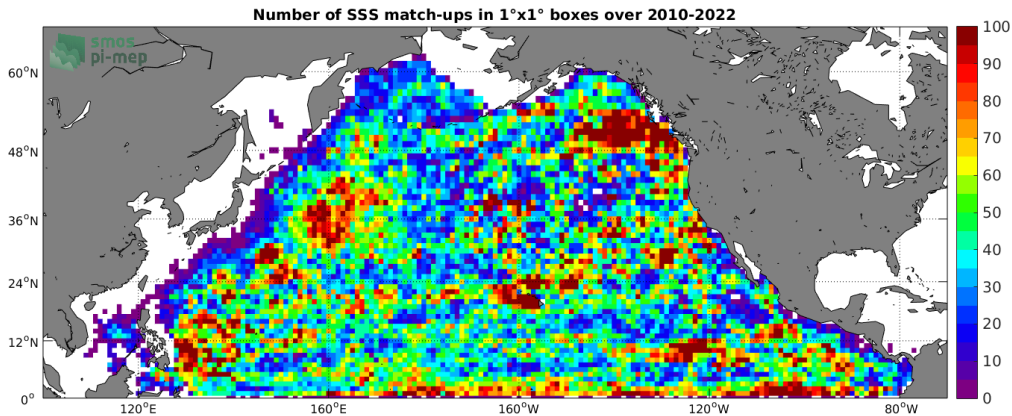 Number of SSS match-ups in 1°x1° boxes over 2010-2022
smos
pi-mep
60°N
48°N
36°N
24°N
12°N
0°
120°E
160°E
160°W
120°W
80°W
100
90
80
70
60
50
40
30
20
10
0